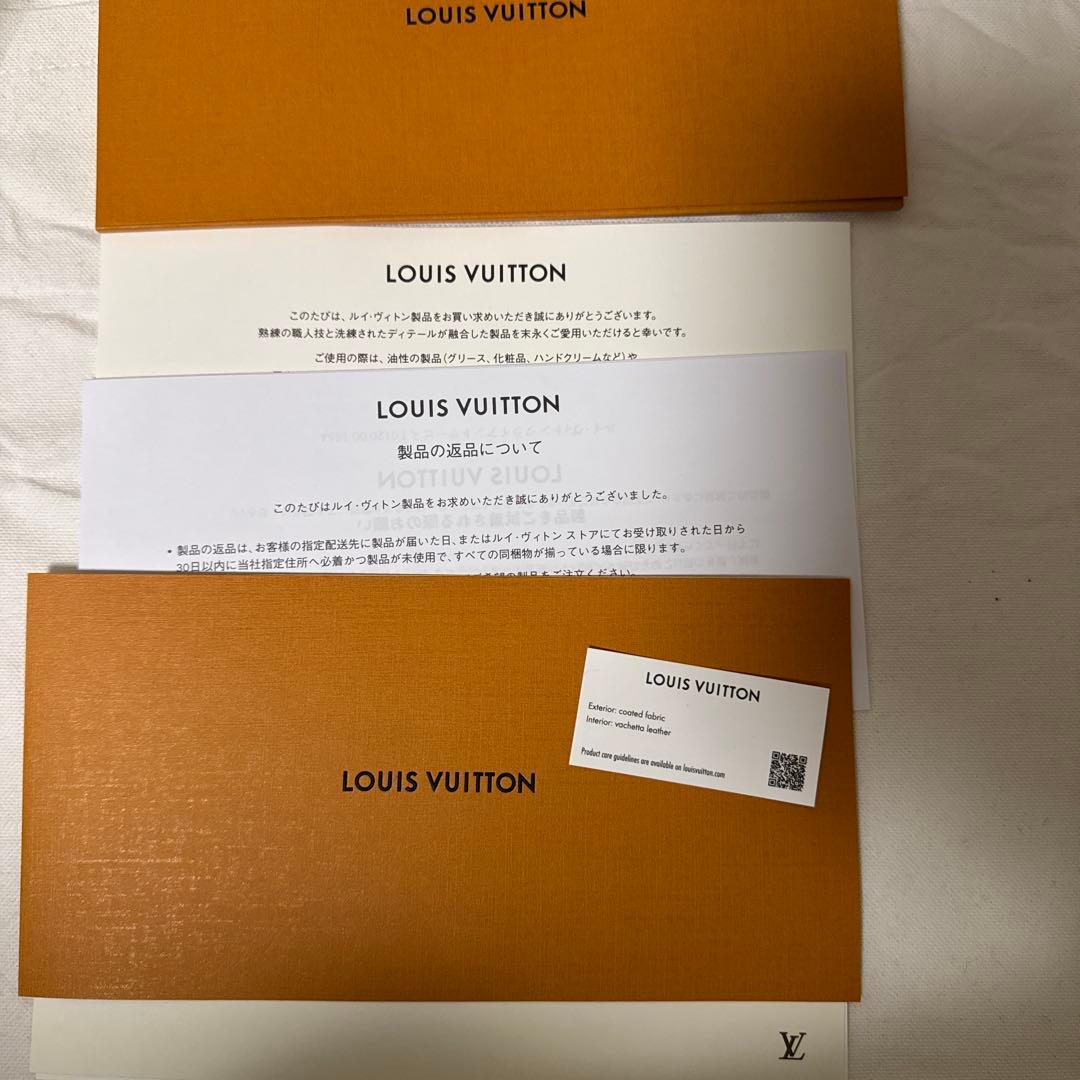 LOUIS VUITTON
LOUIS VUITTON
このたびは、ルイ・ヴィトン製品をお買い求めいただき誠にありがとうございます。
熟練の職人技と洗練されたディテールが融合した製品を末永くご愛用いただけると幸いです。
ご使用の際は、油性の製品(グリース、化粧品、ハンドクリームなど)や
LOUIS VUITTON
製品の返品について
このたびはルイ・ヴィトン製品をお求めいただき誠にありがとうございました。
• 製品の返品は、お客様の指定配送先に製品が届いた日、またはルイ・ヴィトン ストアにてお受け取りされた日から
30日以内に当社指定住所へ必着かつ製品が未使用で、すべての同梱物が揃っている場合に限ります。
製品をご注文ください。
LOUIS VUITTON
Exterior: coated fabric
Interior: vachetta leather
Product care guidelines are available on louisvuitton.com
LOUIS VUITTON
LV